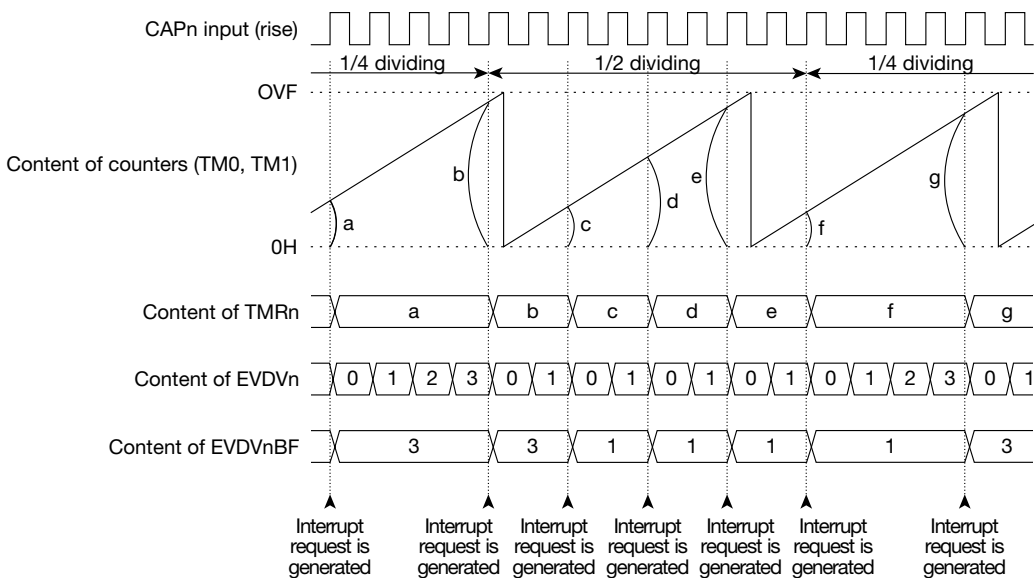 CAPn input (rise)
1/4 dividing 1/2 dividing 1/4 dividing
OVF
Content of counters (TM0, TM1)
0H
a b c d e f g
Content of TMRn
a b c d e f g
Content of EVDVn
0 1 2 3 0 1 0 1 0 1 0 1 0 1 2 3 0 1
Content of EVDVnBF
3 3 1 1 1 1 3
Interrupt request is generated
Interrupt request is generated
Interrupt request is generated
Interrupt request is generated
Interrupt request is generated
Interrupt request is generated
Interrupt request is generated